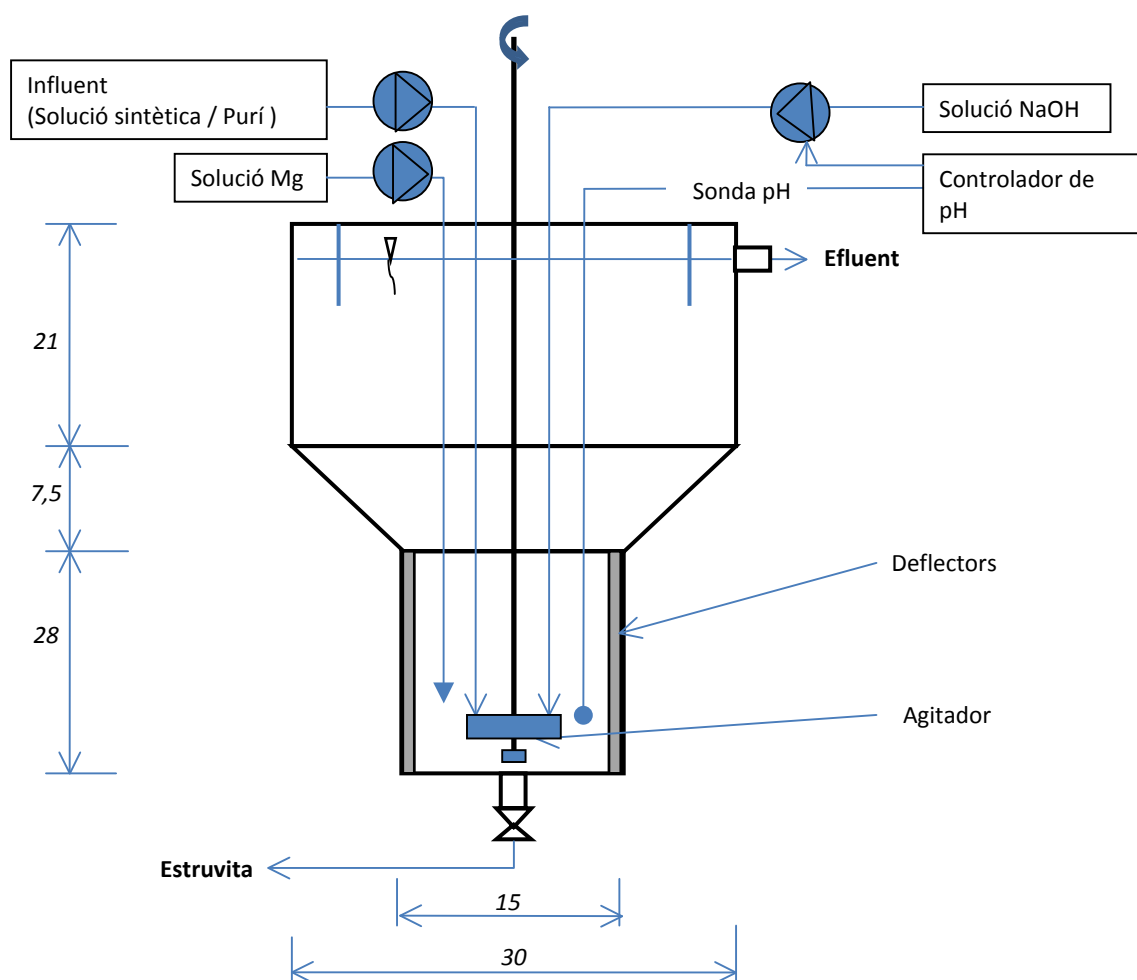 Influent
(Solució sintètica / Purí )
Solució NaOH
Solució Mg
Sonda pH
Controlador de
pH
Efluent
21
7,5
Deflectors
28
Agitador
Estruvita
15
30